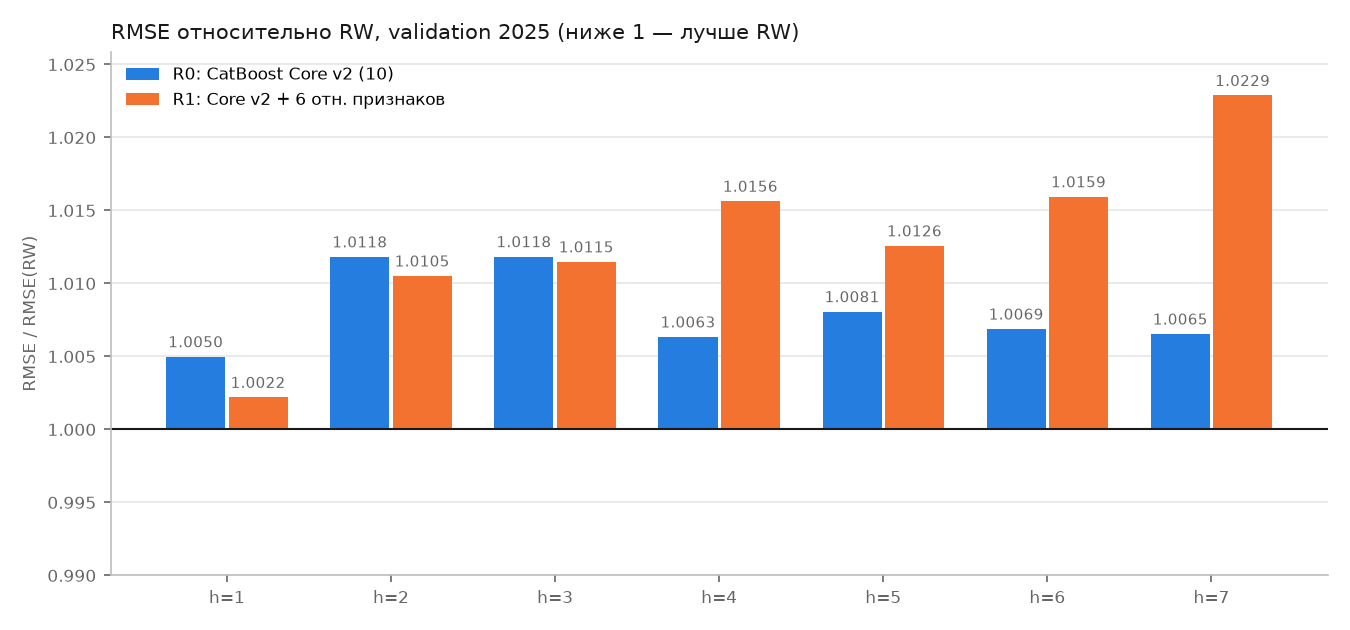 RMSE относительно RW, validation 2025 (ниже 1 — лучше RW)
R0: CatBoost Core v2 (10)
R1: Core v2 + 6 отн. признаков
RMSE / RMSE(RW)
1.025
1.020
1.015
1.010
1.005
1.000
0.995
0.990
1.0050
1.0022
1.0118
1.0105
1.0118
1.0115
1.0063
1.0156
1.0081
1.0126
1.0069
1.0159
1.0065
1.0229
h=1
h=2
h=3
h=4
h=5
h=6
h=7